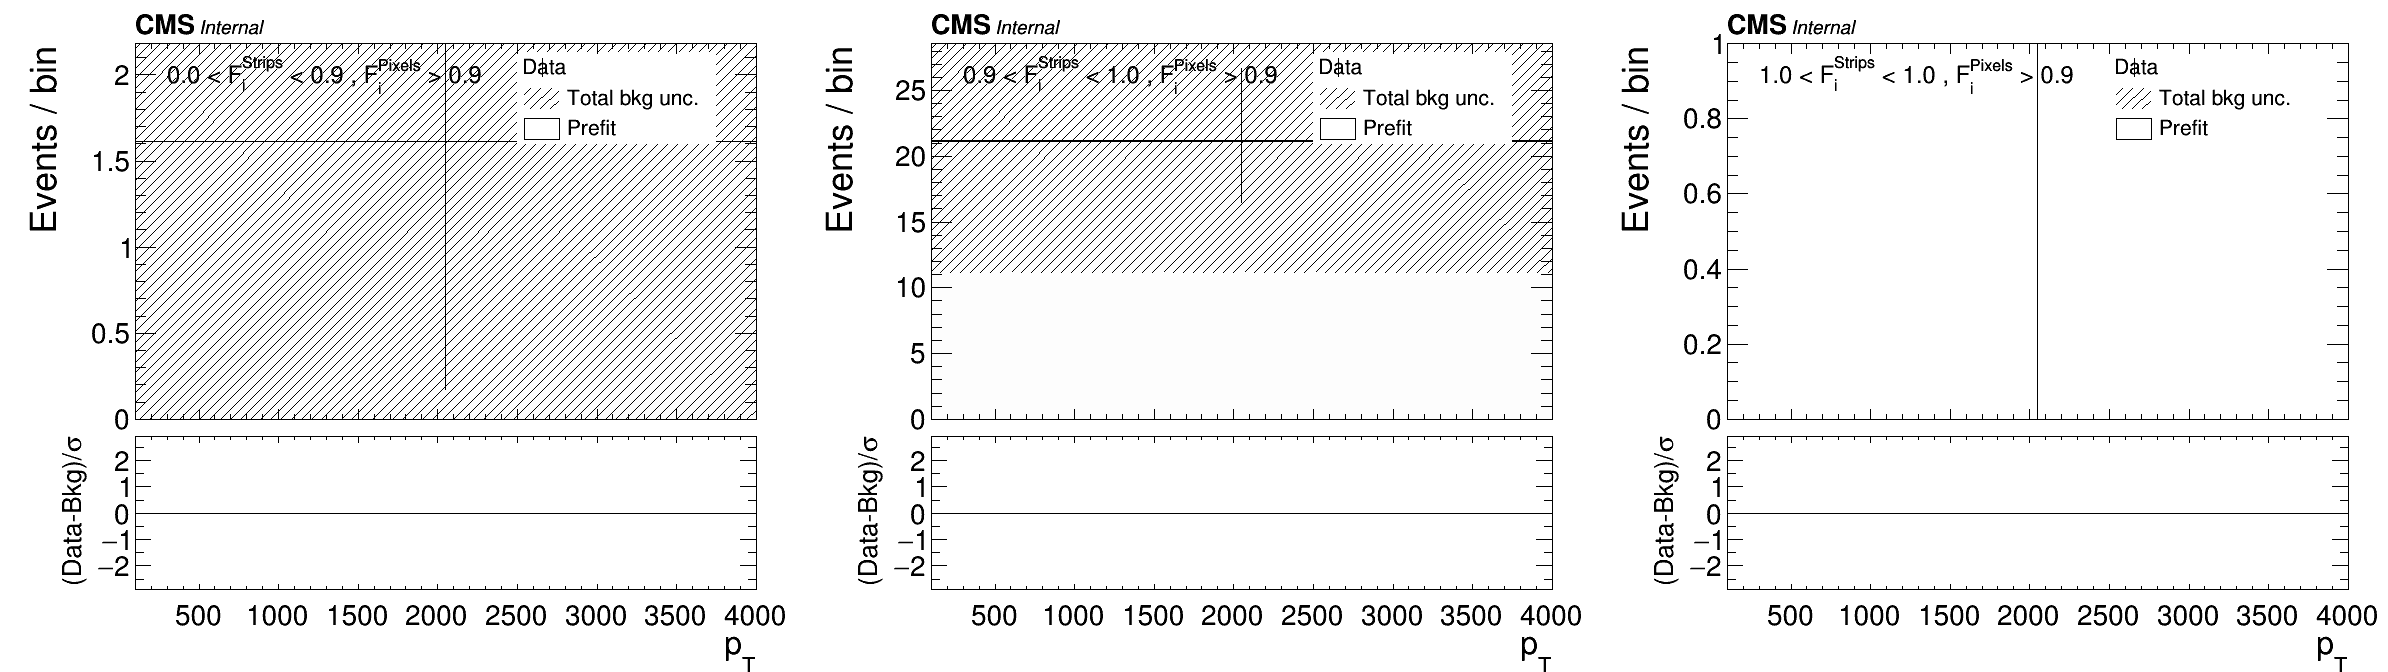 CMS Internal
Events / bin
2
1.5
1
0.5
0
0.0 < F_i^Strips < 0.9 , F_i^Pixels > 0.9
Data
Total bkg unc.
Prefit
(Data-Bkg)/σ
2
1
0
−1
−2
500 1000 1500 2000 2500 3000 3500 4000
p_T
CMS Internal
Events / bin
25
20
15
10
5
0
0.9 < F_i^Strips < 1.0 , F_i^Pixels > 0.9
Data
Total bkg unc.
Prefit
(Data-Bkg)/σ
2
1
0
−1
−2
500 1000 1500 2000 2500 3000 3500 4000
p_T
CMS Internal
Events / bin
1
0.8
0.6
0.4
0.2
0
1.0 < F_i^Strips < 1.0 , F_i^Pixels > 0.9
Data
Total bkg unc.
Prefit
(Data-Bkg)/σ
2
1
0
−1
−2
500 1000 1500 2000 2500 3000 3500 4000
p_T